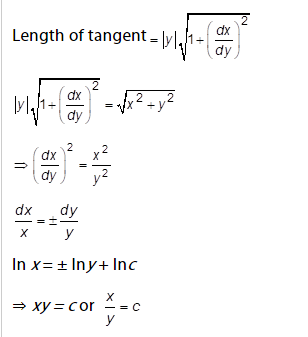 Length of tangent = |y|√(1+(dx/dy)²)
|y|√(1+(dx/dy)²) = √(x²+y²)
⇒ (dx/dy)² = x²/y²
dx/x = ± dy/y
ln x = ± ln y + ln c
⇒ xy = c or x/y = c